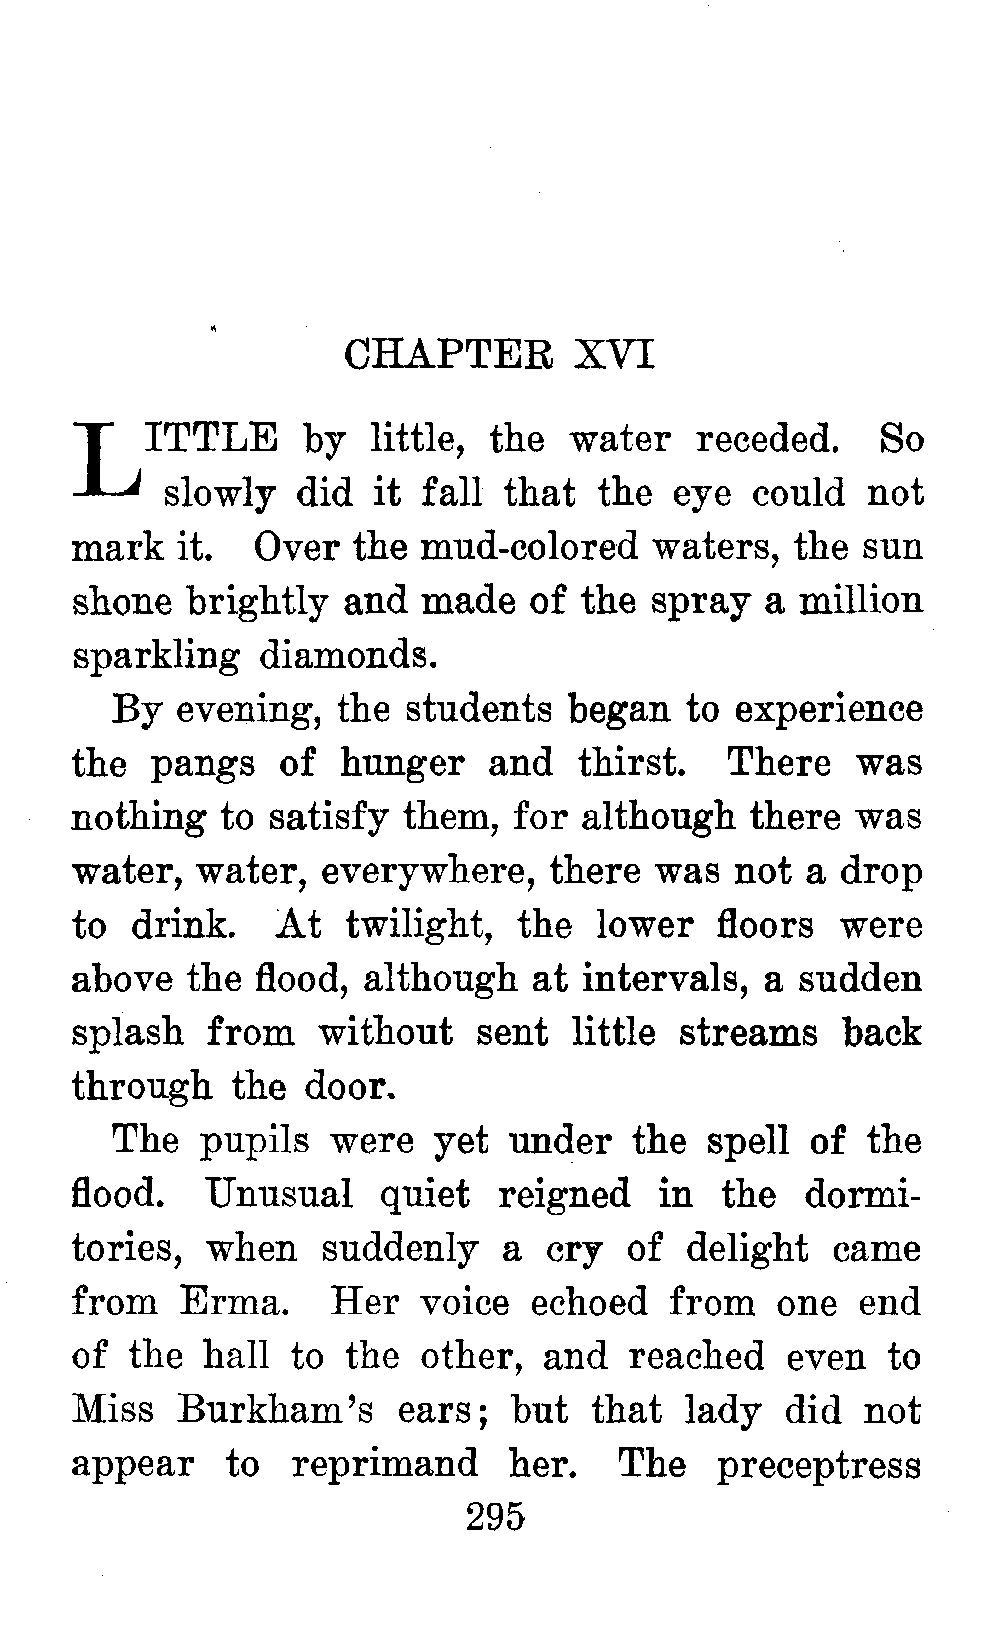 CHAPTER XVI
LITTLE by little, the water receded. So
slowly did it fall that the eye could not
mark it. Over the mud-colored waters, the sun
shone brightly and made of the spray a million
sparkling diamonds.
By evening, the students began to experience
the pangs of hunger and thirst. There was
nothing to satisfy them, for although there was
water, water, everywhere, there was not a drop
to drink. At twilight, the lower floors were
above the flood, although at intervals, a sudden
splash from without sent little streams back
through the door.
The pupils were yet under the spell of the
flood. Unusual quiet reigned in the dormi-
tories, when suddenly a cry of delight came
from Erma. Her voice echoed from one end
of the hall to the other, and reached even to
Miss Burkham's ears; but that lady did not
appear to reprimand her. The preceptress
295